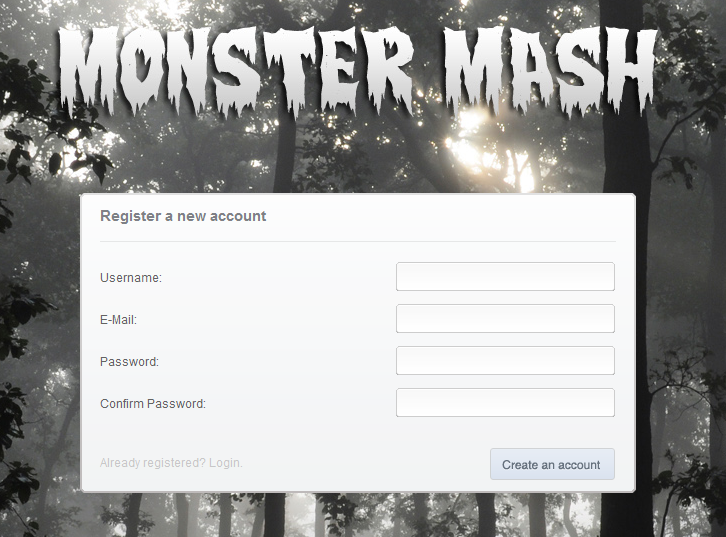 MONSTER MASH
Register a new account
Username:
E-Mail:
Password:
Confirm Password:
Already registered? Login.
Create an account